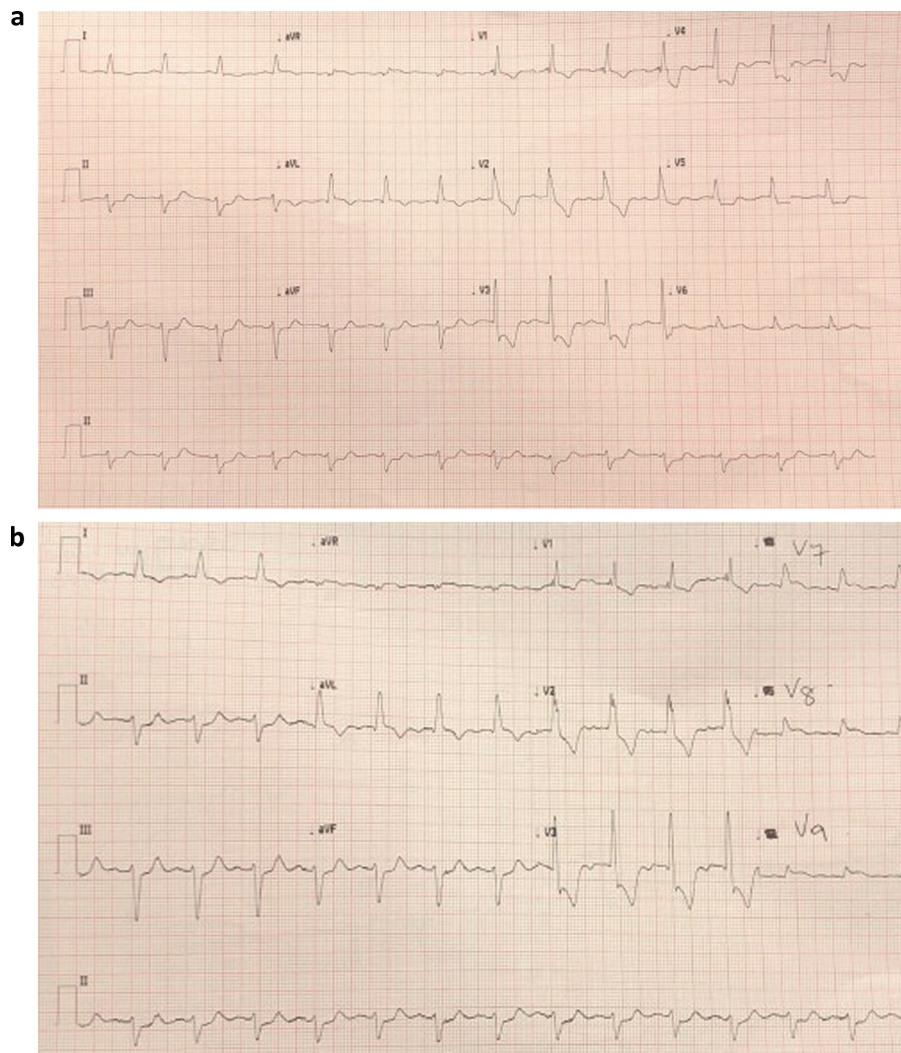 a
I aVR V1 V4
II aVL V2 V5
III aVF V3 V6
II
b
I aVR V1 V7
II aVL V2 V8
III aVF V3 V9
II